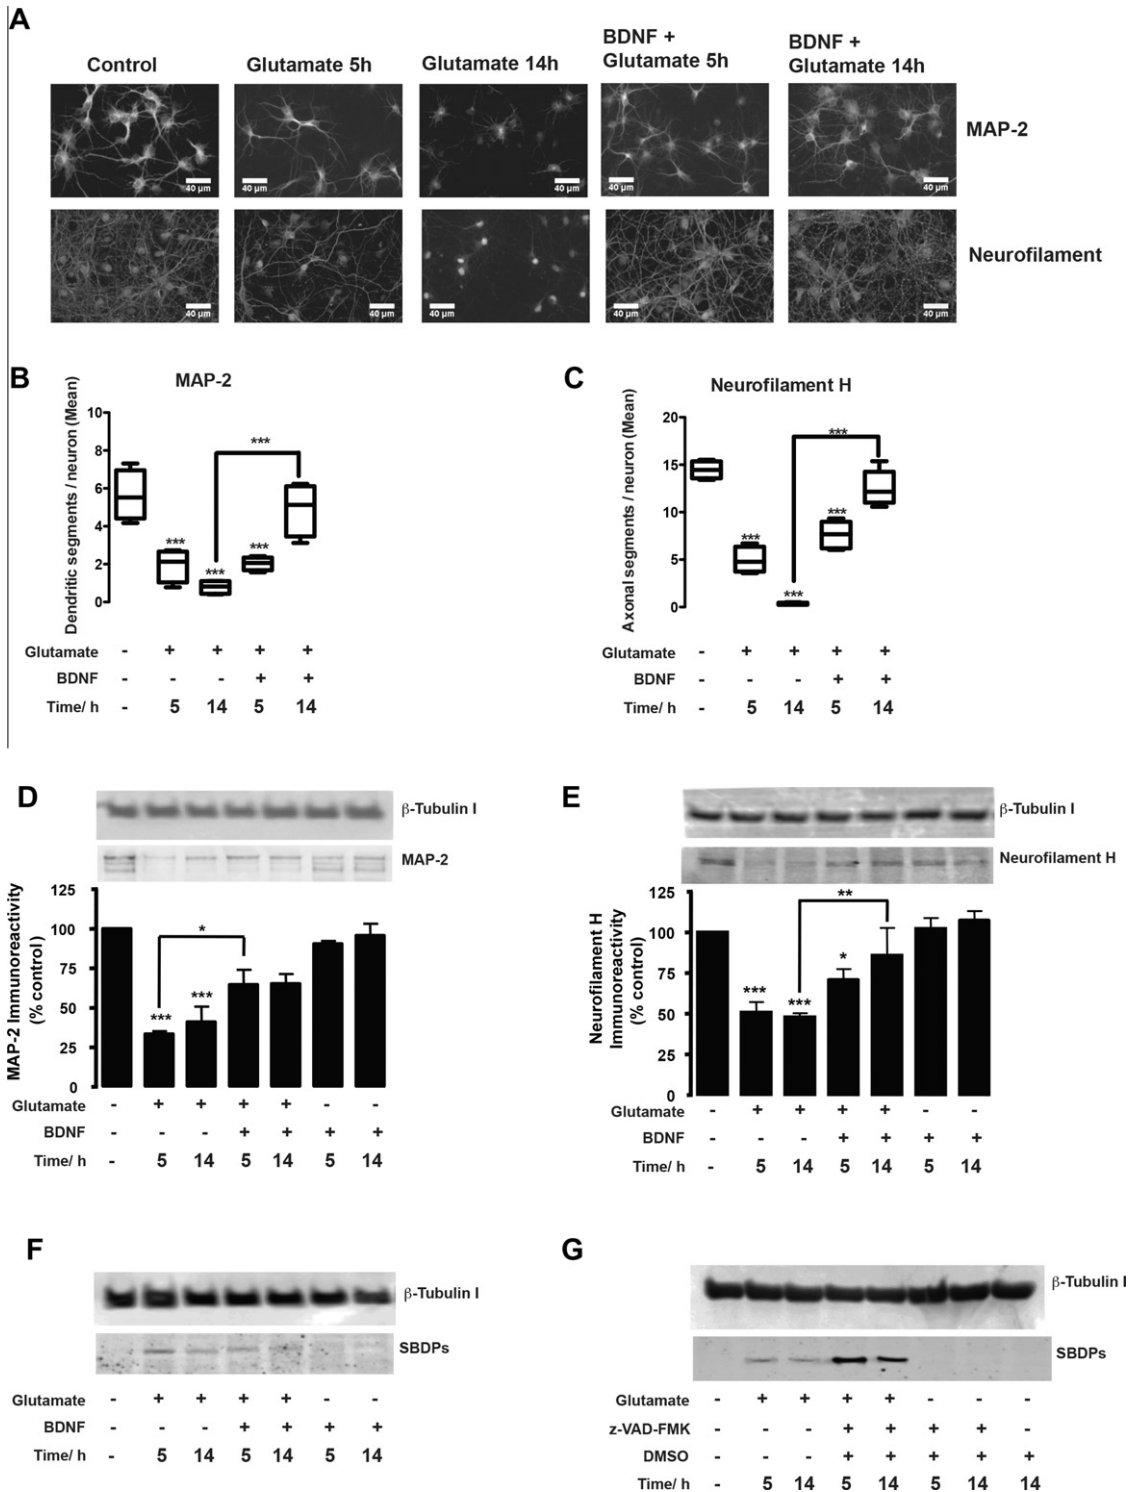 A
Control
Glutamate 5h
Glutamate 14h
BDNF +
Glutamate 5h
BDNF +
Glutamate 14h
40 µm
40 µm
40 µm
40 µm
40 µm
MAP-2
40 µm
40 µm
40 µm
40 µm
40 µm
Neurofilament
B
MAP-2
Dendritic segments / neuron (Mean)
10
8
6
4
2
0
***
***
***
***
Glutamate - + + + +
BDNF - - - + +
Time/ h - 5 14 5 14
C
Neurofilament H
Axonal segments / neuron (Mean)
20
15
10
5
0
***
***
***
***
Glutamate - + + + +
BDNF - - - + +
Time/ h - 5 14 5 14
D
β-Tubulin I
MAP-2
MAP-2 Immunoreactivity
(% control)
125
100
75
50
25
0
*
***
***
Glutamate - + + + + - -
BDNF - - - + + + +
Time/ h - 5 14 5 14 5 14
E
β-Tubulin I
Neurofilament H
Neurofilament H
Immunoreactivity
(% control)
125
100
75
50
25
0
**
*
***
***
Glutamate - + + + + - -
BDNF - - - + + + +
Time/ h - 5 14 5 14 5 14
F
β-Tubulin I
SBDPs
Glutamate - + + + + - -
BDNF - - - + + + +
Time/ h - 5 14 5 14 5 14
G
β-Tubulin I
SBDPs
Glutamate - + + + + - - -
z-VAD-FMK - - - + + + + -
DMSO - - - + + + + +
Time/ h - 5 14 5 14 5 14 14